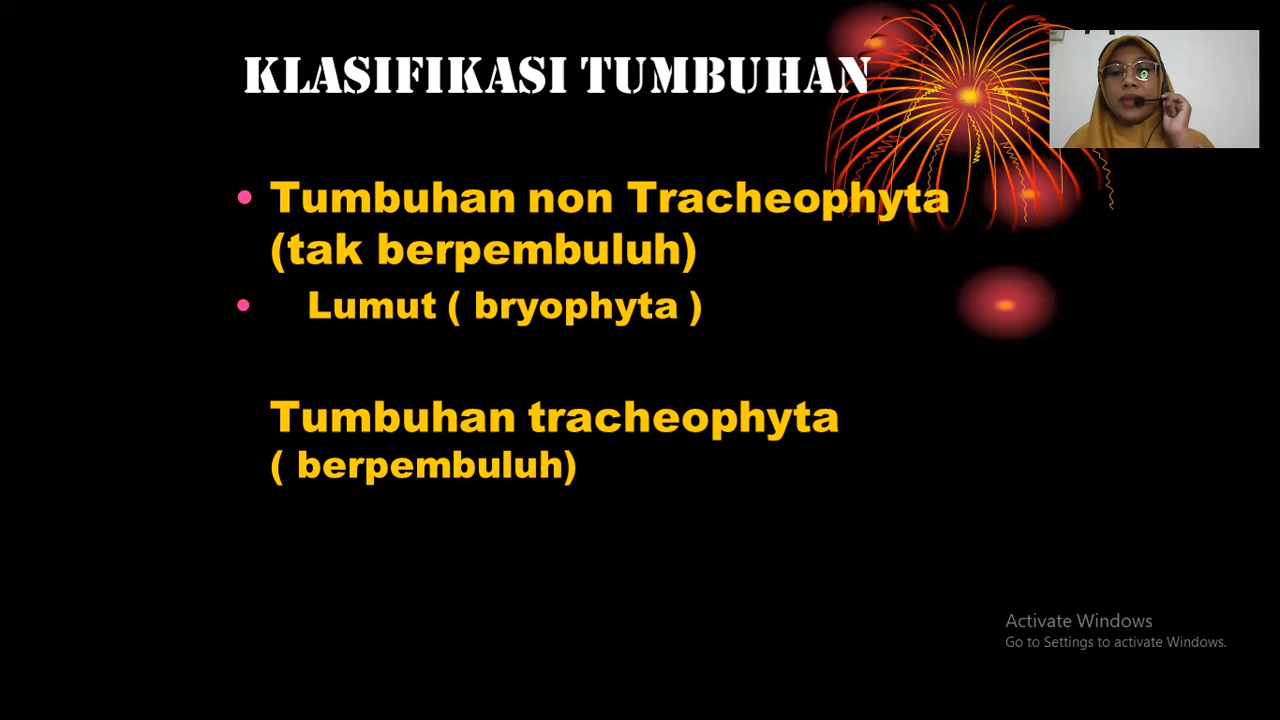 KLASIFIKASI TUMBUHAN
• Tumbuhan non Tracheophyta
(tak berpembuluh)
• Lumut ( bryophyta )
Tumbuhan tracheophyta
( berpembuluh)
Activate Windows
Go to Settings to activate Windows.